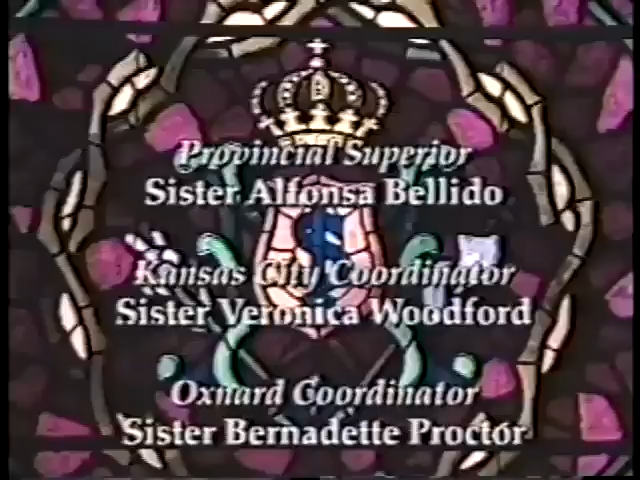 Provincial Superior
Sister Alfonsa Bellido
Kansas City Coordinator
Sister Veronica Woodford
Oxnard Coordinator
Sister Bernadette Proctor